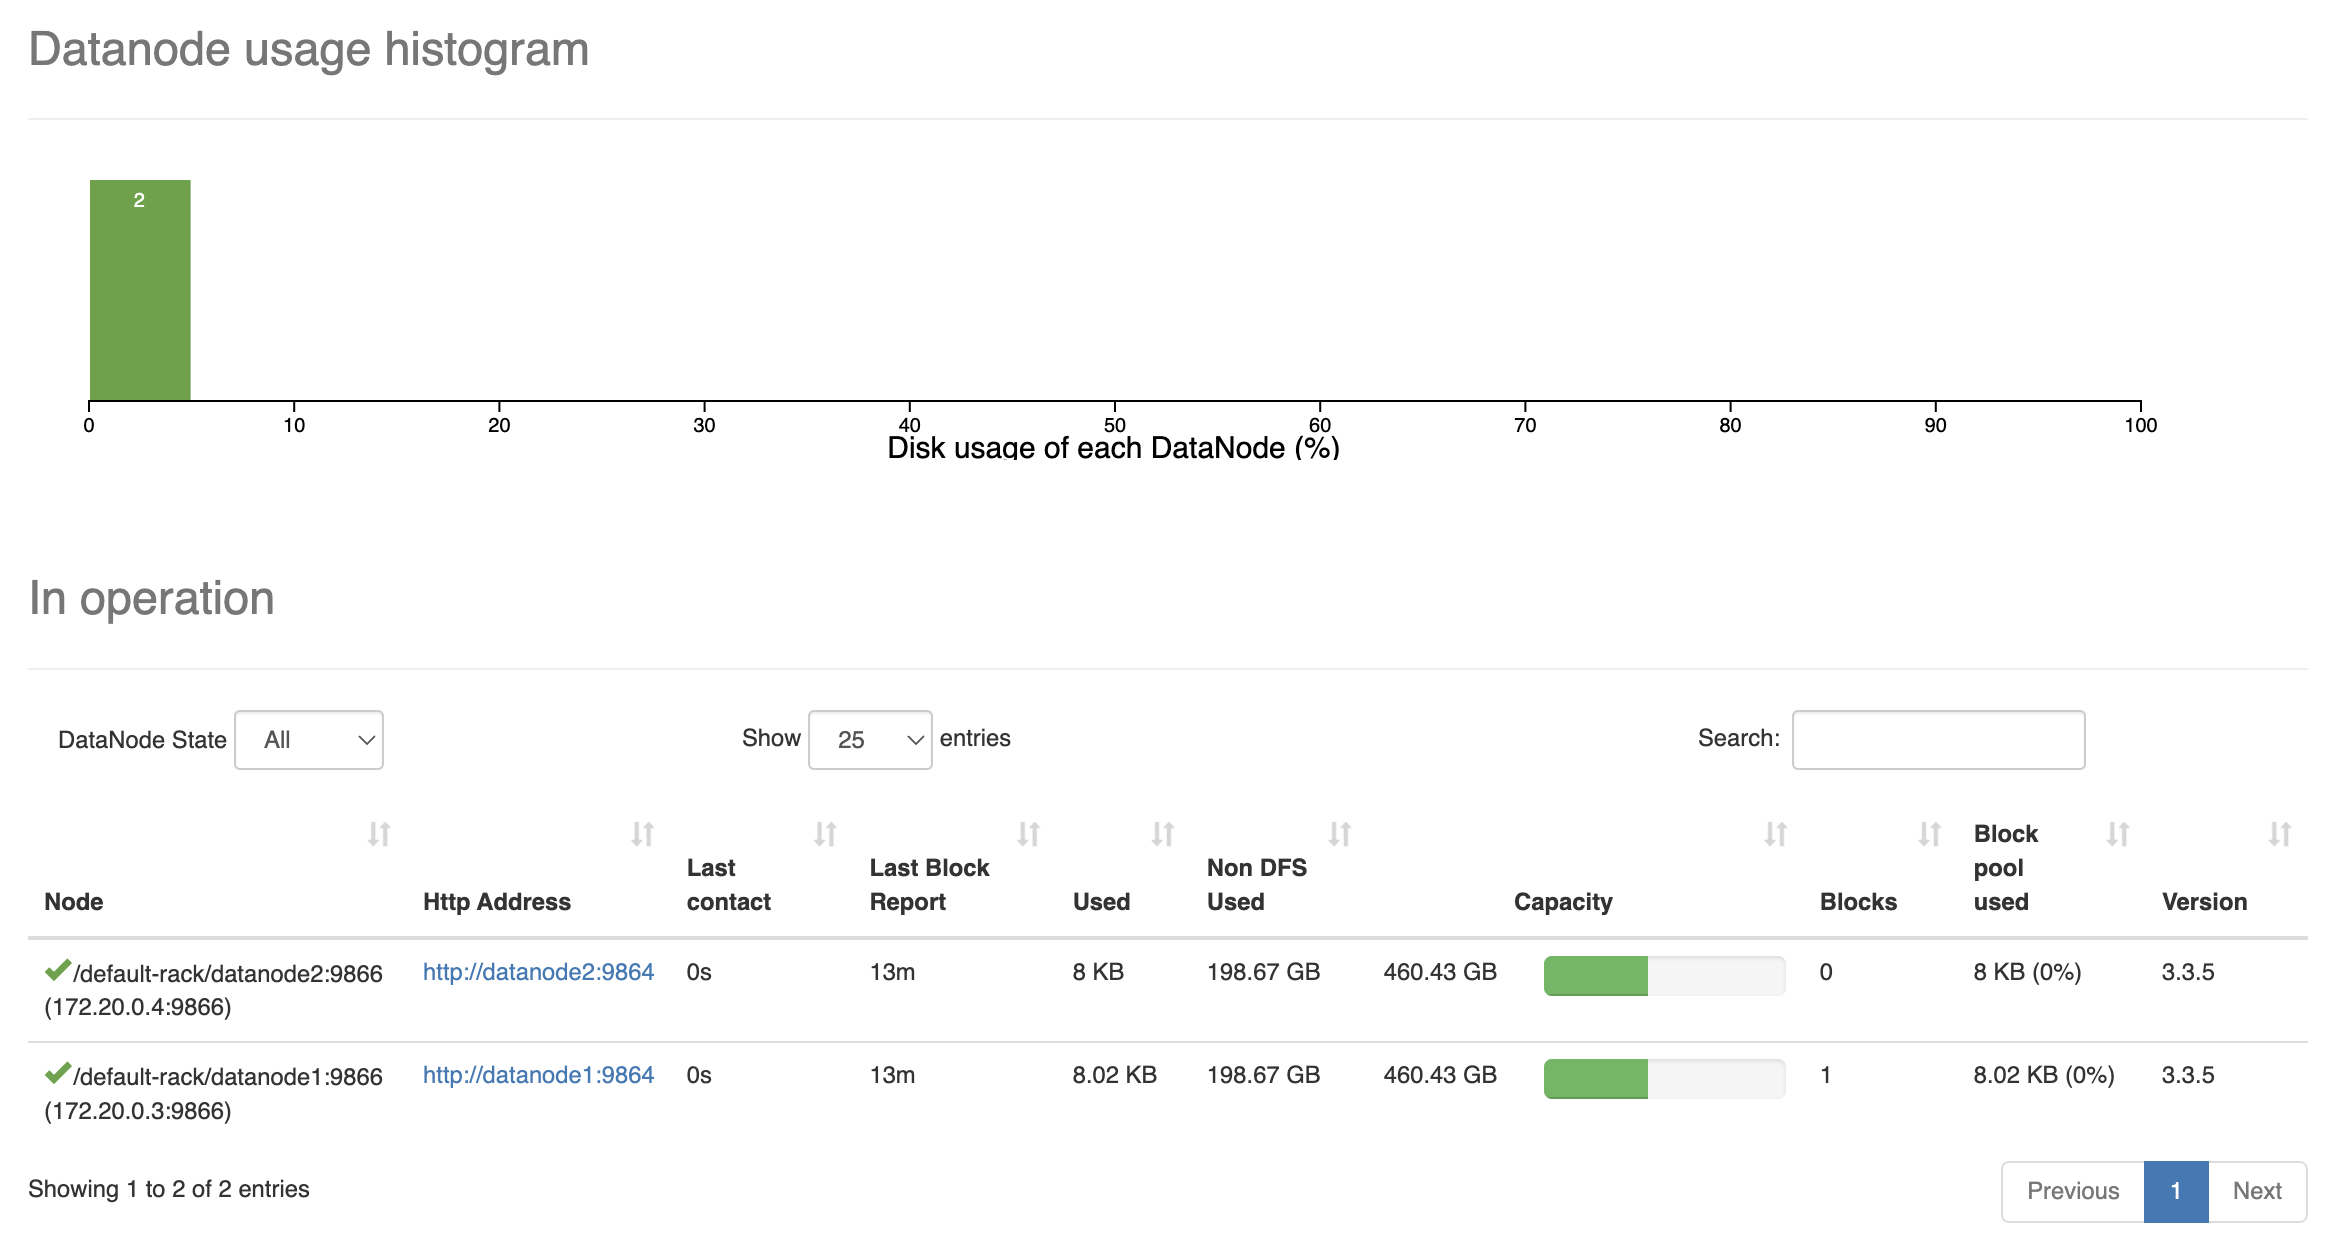 Datanode usage histogram
2
0 10 20 30 40 50 60 70 80 90 100
Disk usage of each DataNode (%)
In operation
DataNode State All Show 25 entries Search:
Node Http Address Last contact Last Block Report Used Non DFS Used Capacity Blocks Block pool used Version
/default-rack/datanode2:9866 http://datanode2:9864 0s 13m 8 KB 198.67 GB 460.43 GB 0 8 KB (0%) 3.3.5
(172.20.0.4:9866)
/default-rack/datanode1:9866 http://datanode1:9864 0s 13m 8.02 KB 198.67 GB 460.43 GB 1 8.02 KB (0%) 3.3.5
(172.20.0.3:9866)
Showing 1 to 2 of 2 entries
Previous 1 Next